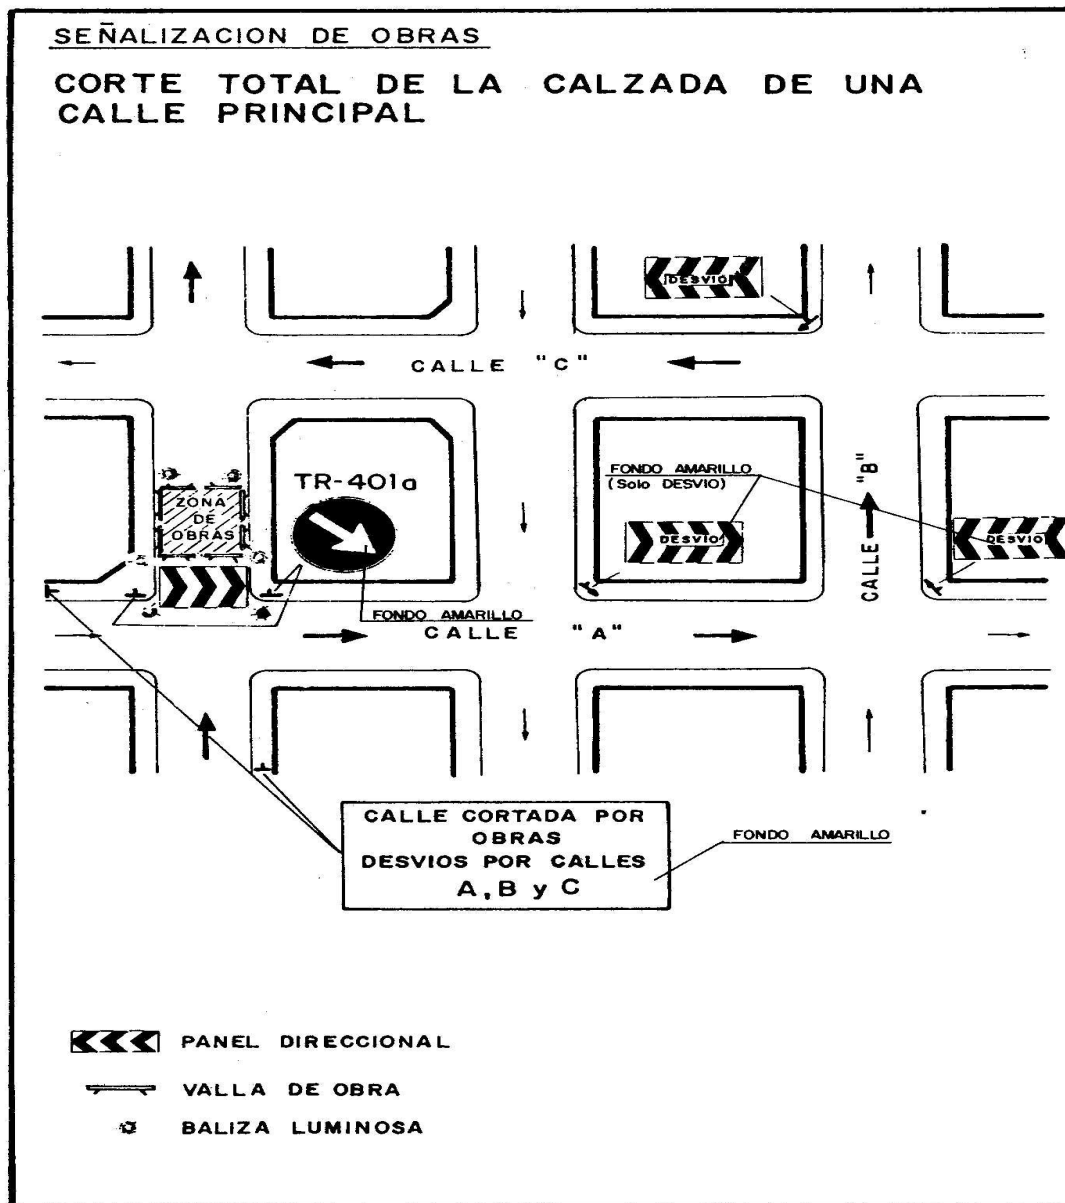 SEÑALIZACION DE OBRAS
CORTE TOTAL DE LA CALZADA DE UNA
CALLE PRINCIPAL
DESVIO
CALLE "C"
TR-401a
FONDO AMARILLO
(Solo DESVIO)
ZONA
DE
OBRAS
DESVIO
CALLE "B"
DESVIO
FONDO AMARILLO
CALLE "A"
CALLE CORTADA POR
OBRAS
DESVIOS POR CALLES
A, B y C
FONDO AMARILLO
PANEL DIRECCIONAL
VALLA DE OBRA
BALIZA LUMINOSA